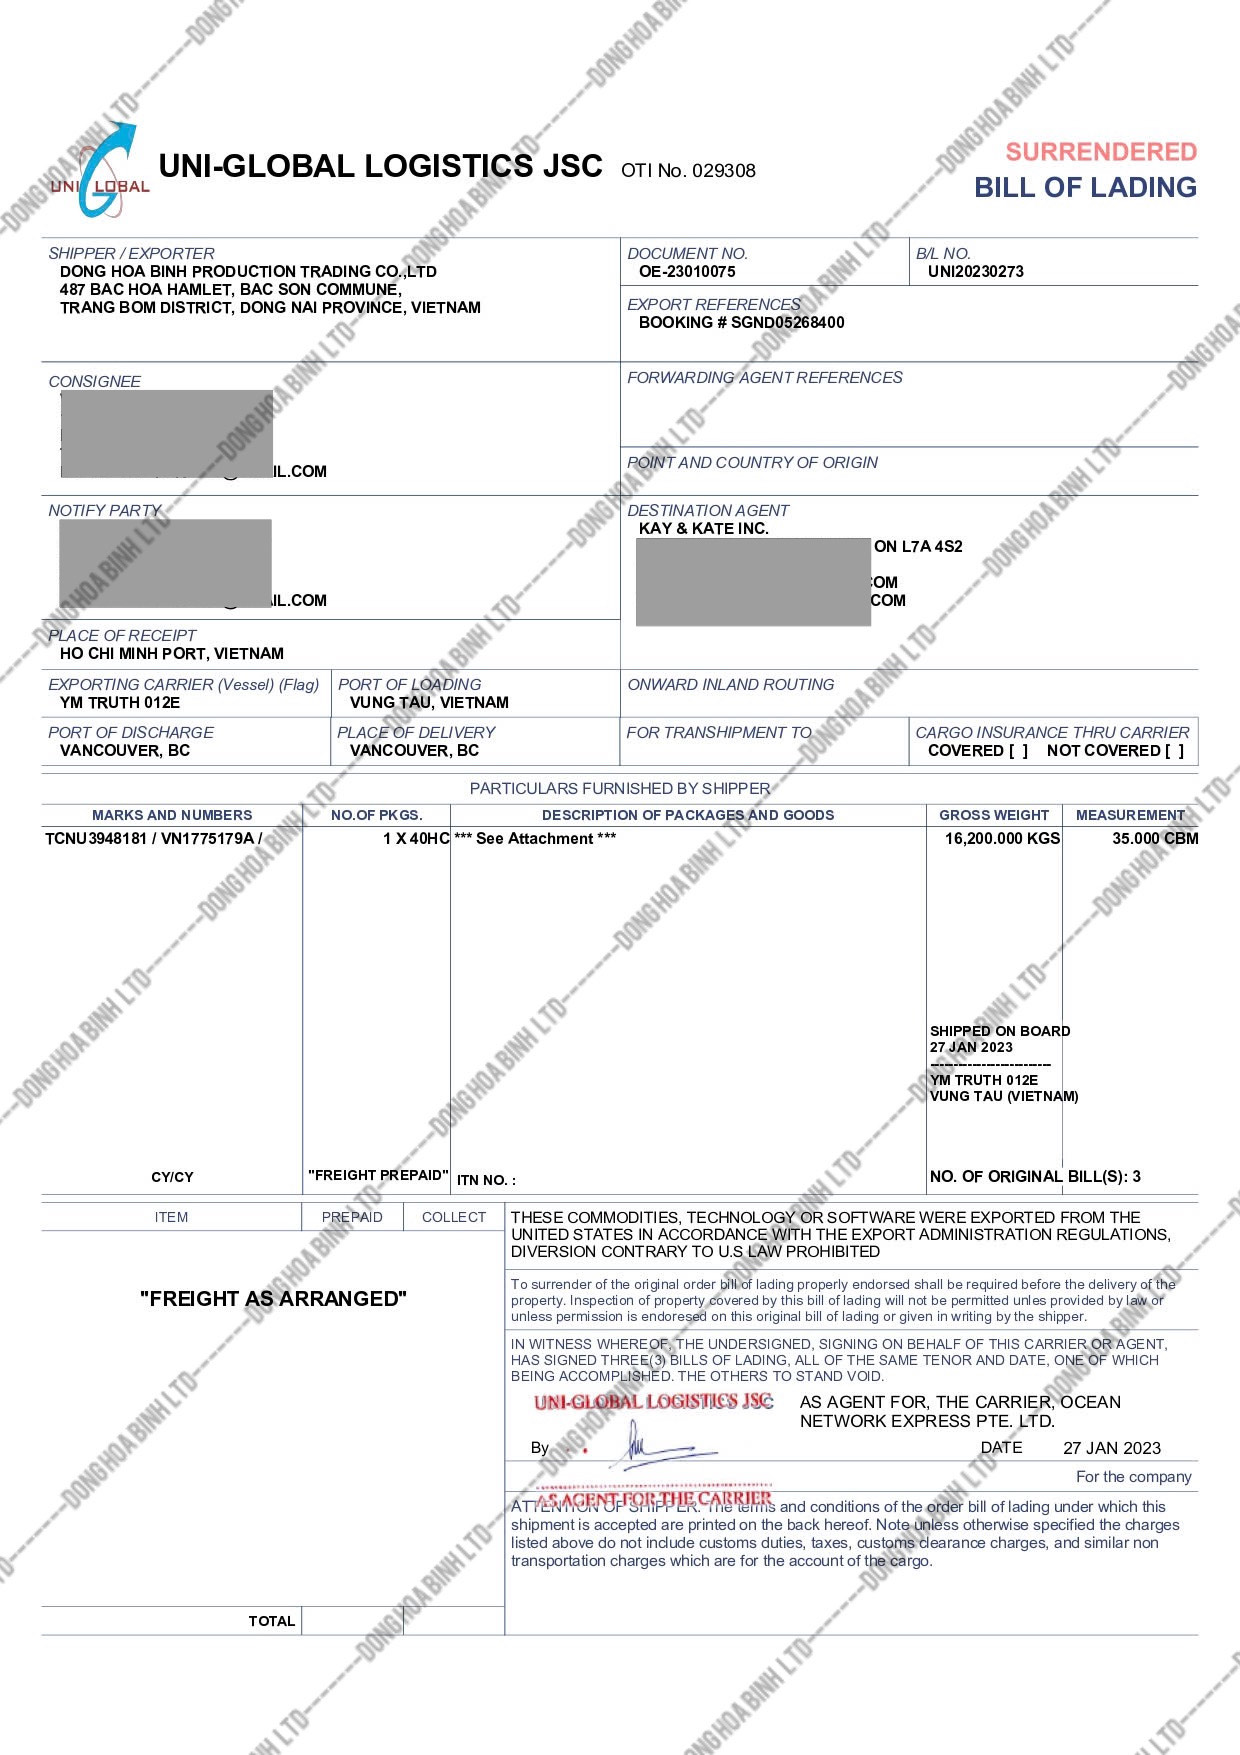 UNI GLOBAL
UNI-GLOBAL LOGISTICS JSC OTI No. 029308
SURRENDERED
BILL OF LADING
SHIPPER / EXPORTER
DONG HOA BINH PRODUCTION TRADING CO.,LTD
487 BAC HOA HAMLET, BAC SON COMMUNE,
TRANG BOM DISTRICT, DONG NAI PROVINCE, VIETNAM
DOCUMENT NO.
OE-23010075
B/L NO.
UNI20230273
EXPORT REFERENCES
BOOKING # SGND05268400
CONSIGNEE
IL.COM
FORWARDING AGENT REFERENCES
POINT AND COUNTRY OF ORIGIN
NOTIFY PARTY
IL.COM
DESTINATION AGENT
KAY & KATE INC.
ON L7A 4S2
COM
COM
PLACE OF RECEIPT
HO CHI MINH PORT, VIETNAM
EXPORTING CARRIER (Vessel) (Flag)
YM TRUTH 012E
PORT OF LOADING
VUNG TAU, VIETNAM
ONWARD INLAND ROUTING
PORT OF DISCHARGE
VANCOUVER, BC
PLACE OF DELIVERY
VANCOUVER, BC
FOR TRANSHIPMENT TO
CARGO INSURANCE THRU CARRIER
COVERED [ ] NOT COVERED [ ]
PARTICULARS FURNISHED BY SHIPPER
MARKS AND NUMBERS NO.OF PKGS. DESCRIPTION OF PACKAGES AND GOODS GROSS WEIGHT MEASUREMENT
TCNU3948181 / VN1775179A / 1 X 40HC *** See Attachment *** 16,200.000 KGS 35.000 CBM
SHIPPED ON BOARD
27 JAN 2023
--------------------------
YM TRUTH 012E
VUNG TAU (VIETNAM)
CY/CY "FREIGHT PREPAID" ITN NO. : NO. OF ORIGINAL BILL(S): 3
ITEM PREPAID COLLECT
"FREIGHT AS ARRANGED"
TOTAL
THESE COMMODITIES, TECHNOLOGY OR SOFTWARE WERE EXPORTED FROM THE
UNITED STATES IN ACCORDANCE WITH THE EXPORT ADMINISTRATION REGULATIONS,
DIVERSION CONTRARY TO U.S LAW PROHIBITED
To surrender of the original order bill of lading properly endorsed shall be required before the delivery of the
property. Inspection of property covered by this bill of lading will not be permitted unles provided by law or
unless permission is endoresed on this original bill of lading or given in writing by the shipper.
IN WITNESS WHEREOF, THE UNDERSIGNED, SIGNING ON BEHALF OF THIS CARRIER OR AGENT,
HAS SIGNED THREE(3) BILLS OF LADING, ALL OF THE SAME TENOR AND DATE, ONE OF WHICH
BEING ACCOMPLISHED. THE OTHERS TO STAND VOID.
UNI-GLOBAL LOGISTICS JSC
AS AGENT FOR, THE CARRIER, OCEAN
NETWORK EXPRESS PTE. LTD.
By
DATE 27 JAN 2023
For the company
AS AGENT FOR THE CARRIER
ATTENTION OF SHIPPER. The terms and conditions of the order bill of lading under which this
shipment is accepted are printed on the back hereof. Note unless otherwise specified the charges
listed above do not include customs duties, taxes, customs clearance charges, and similar non
transportation charges which are for the account of the cargo.
DONGHOABINH LTD